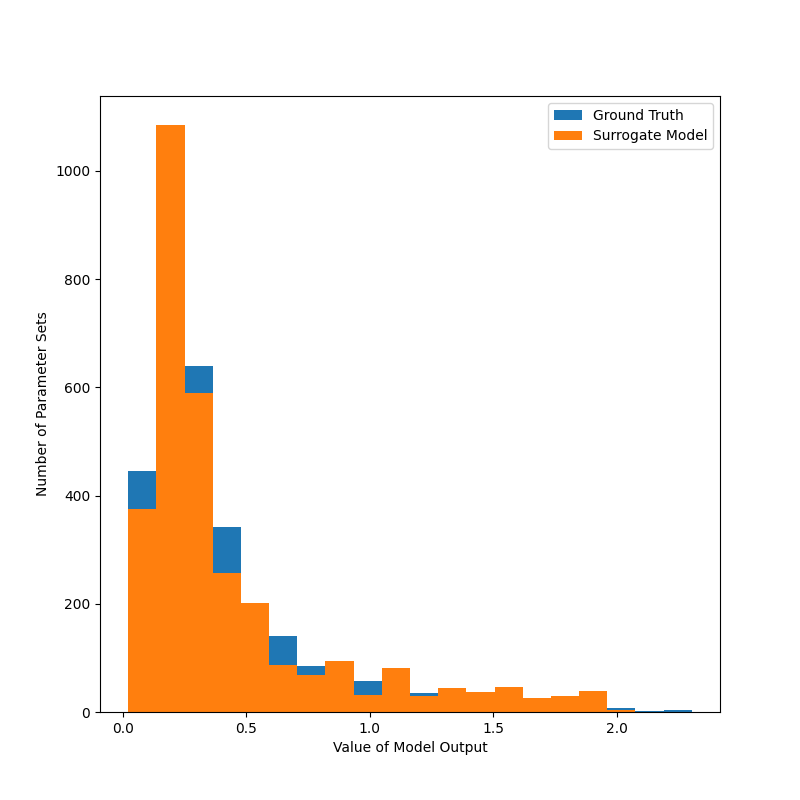 Ground Truth
Surrogate Model
1000
800
600
400
200
0
Number of Parameter Sets
0.0 0.5 1.0 1.5 2.0
Value of Model Output